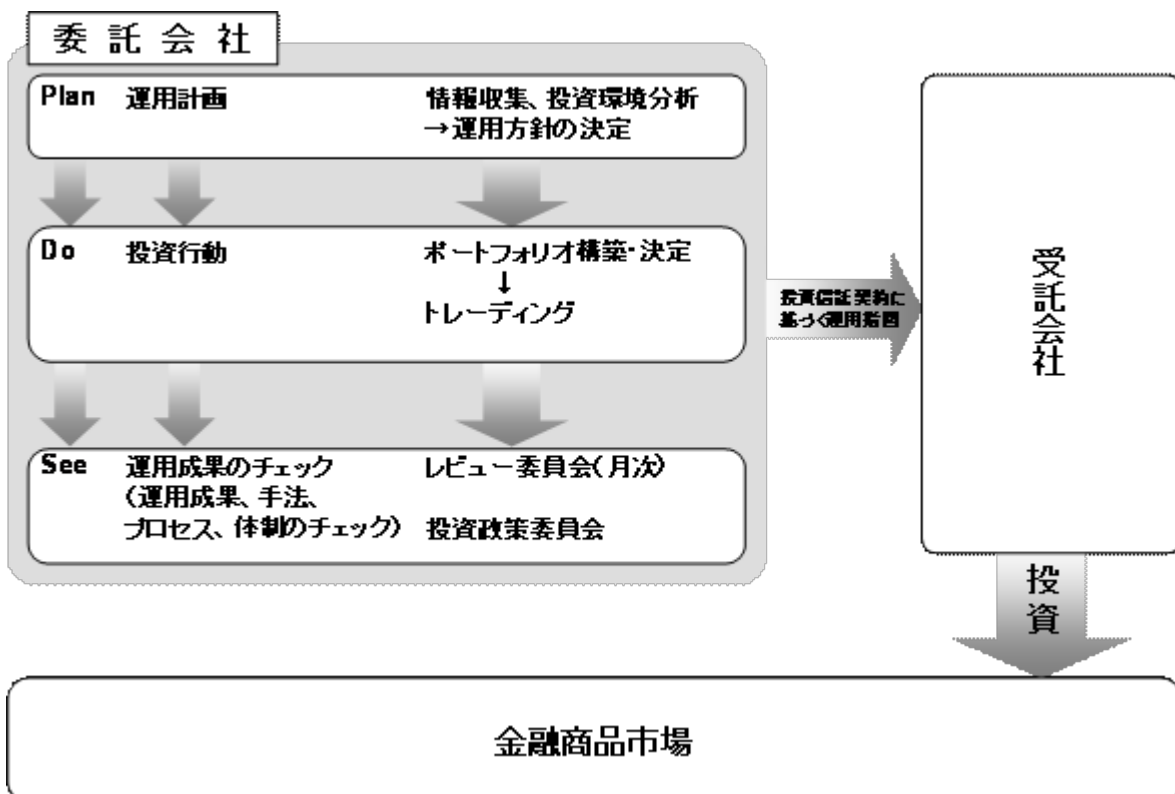 委託会社
Plan 運用計画 情報収集、投資環境分析
→運用方針の決定
Do 投資行動 ポートフォリオ構築・決定
↓
トレーディング
See 運用成果のチェック レビュー委員会(月次)
(運用成果、手法、
プロセス、体制のチェック) 投資政策委員会
投資信託契約に
基づく運用指図
受託会社
投資
金融商品市場